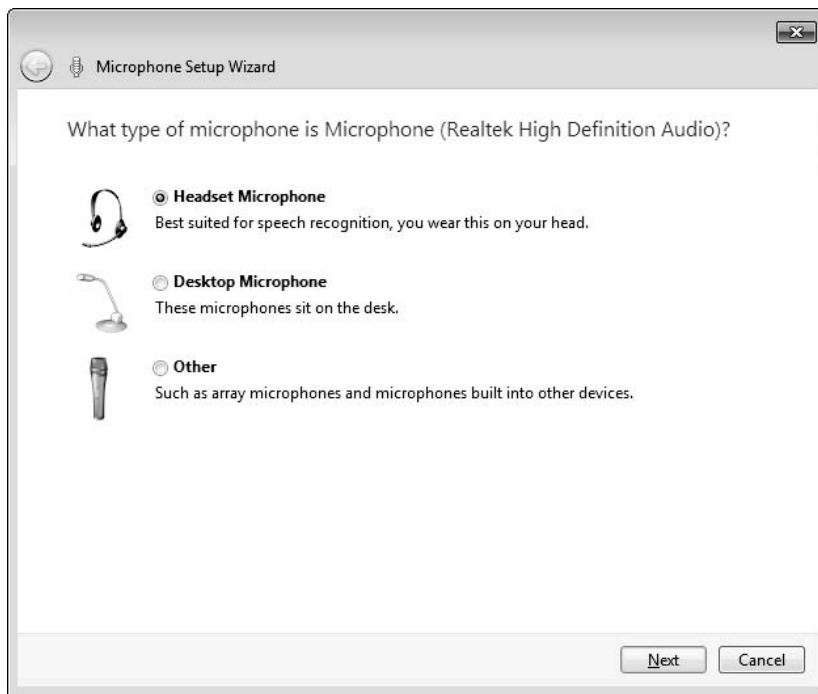 Microphone Setup Wizard
What type of microphone is Microphone (Realtek High Definition Audio)?
Headset Microphone
Best suited for speech recognition, you wear this on your head.
Desktop Microphone
These microphones sit on the desk.
Other
Such as array microphones and microphones built into other devices.
Next Cancel